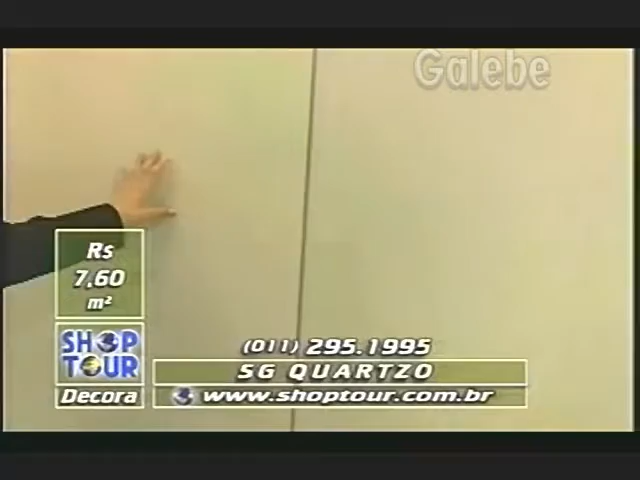 Galebe
Rs
7,60
m²
SHOP
TOUR
Decora
(011) 295.1995
SG QUARTZO
www.shoptour.com.br